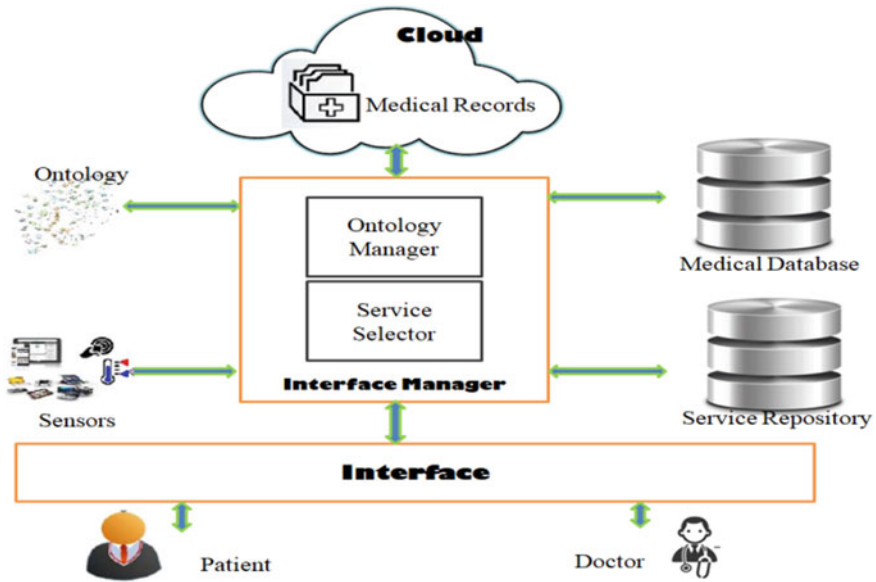 Cloud
Medical Records
Ontology
Ontology
Manager
Medical Database
Service
Selector
Interface Manager
Sensors
Service Repository
Interface
Patient
Doctor